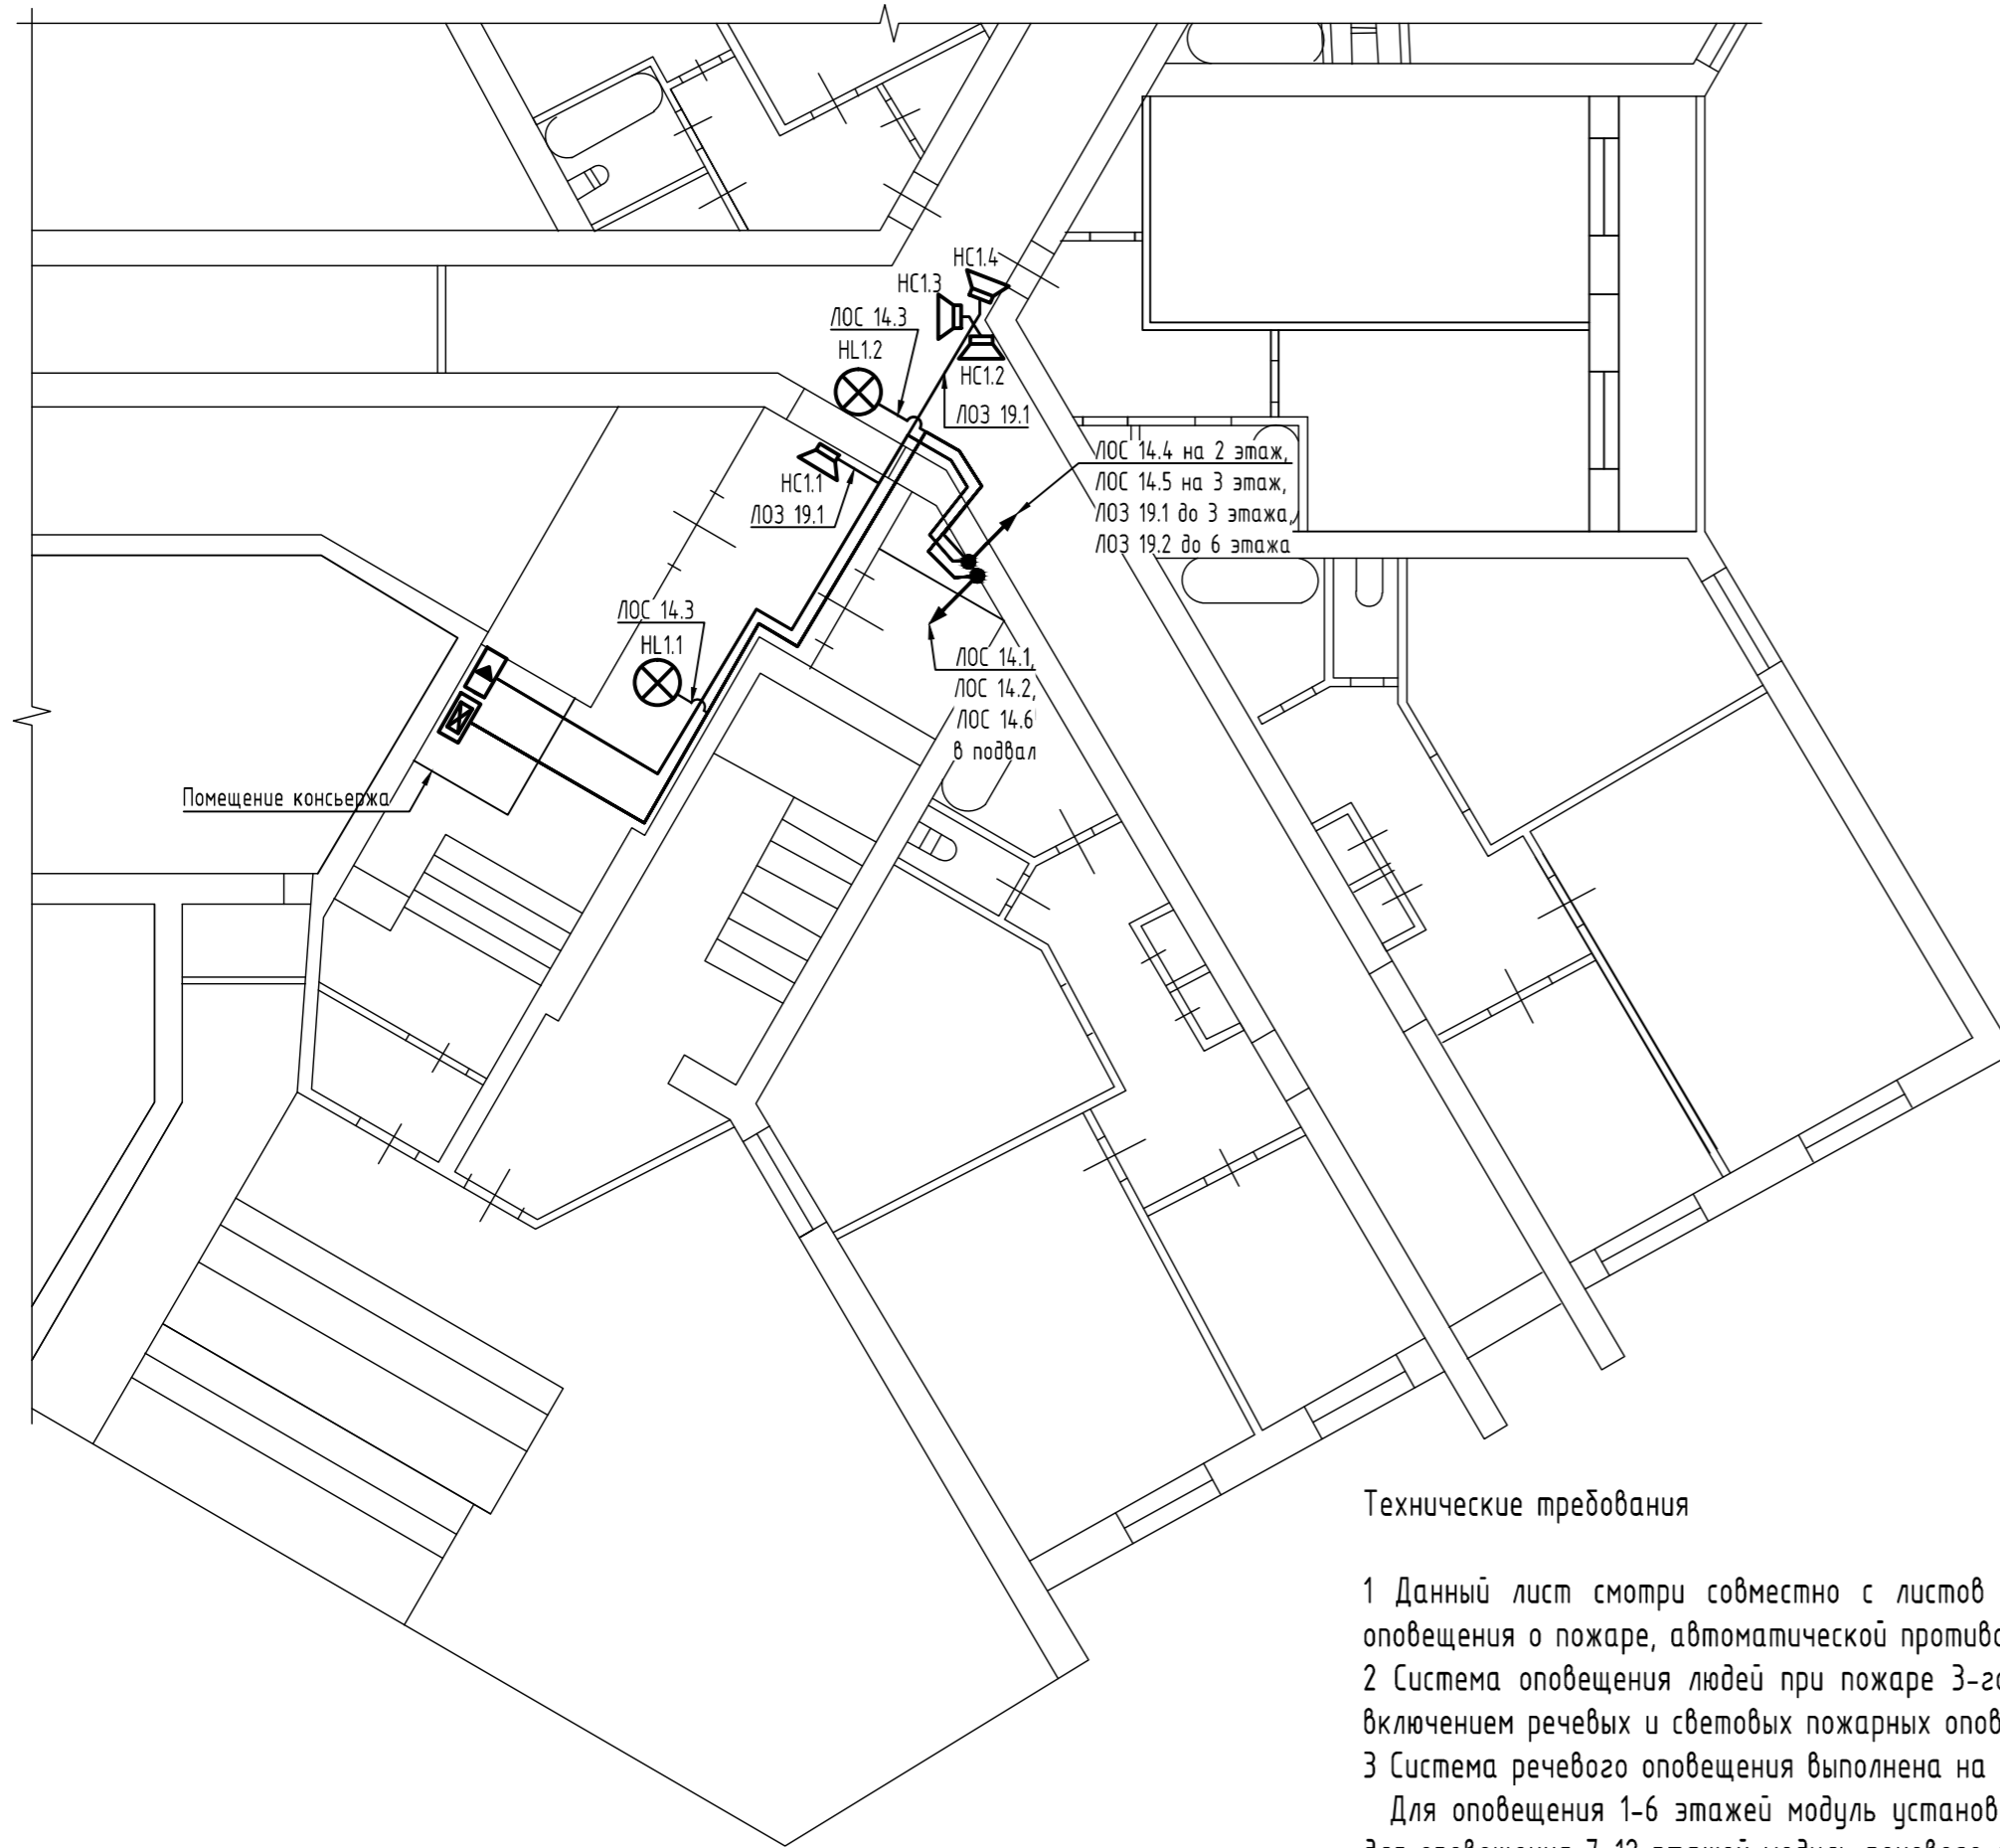 НС1.4
НС1.3
ЛОС 14.3
HL1.2
НС1.2
ЛОЗ 19.1
НС1.1
ЛОЗ 19.1
ЛОС 14.4 на 2 этаж,
ЛОС 14.5 на 3 этаж,
ЛОЗ 19.1 до 3 этажа,
ЛОЗ 19.2 до 6 этажа
ЛОС 14.3
HL1.1
ЛОС 14.1,
ЛОС 14.2,
ЛОС 14.6
в подвал
Помещение консьержа
Технические требования
1 Данный лист смотри совместно с листов
оповещения о пожаре, автоматической противо
2 Система оповещения людей при пожаре 3-го
включением речевых и световых пожарных опов
3 Система речевого оповещения выполнена на
Для оповещения 1-6 этажей модуль установ